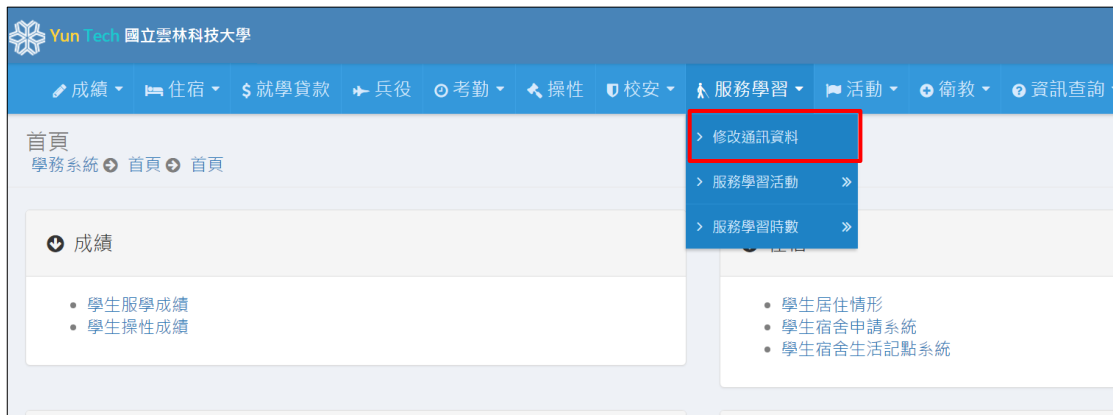 Yun Tech 國立雲林科技大學
成績 住宿 $就學貸款 兵役 考勤 操性 校安 服務學習 活動 衛教 資訊查詢
首頁
學務系統 首頁 首頁
> 修改通訊資料
> 服務學習活動 »
> 服務學習時數 »
成績
• 學生服學成績
• 學生操性成績
• 學生居住情形
• 學生宿舍申請系統
• 學生宿舍生活記點系統